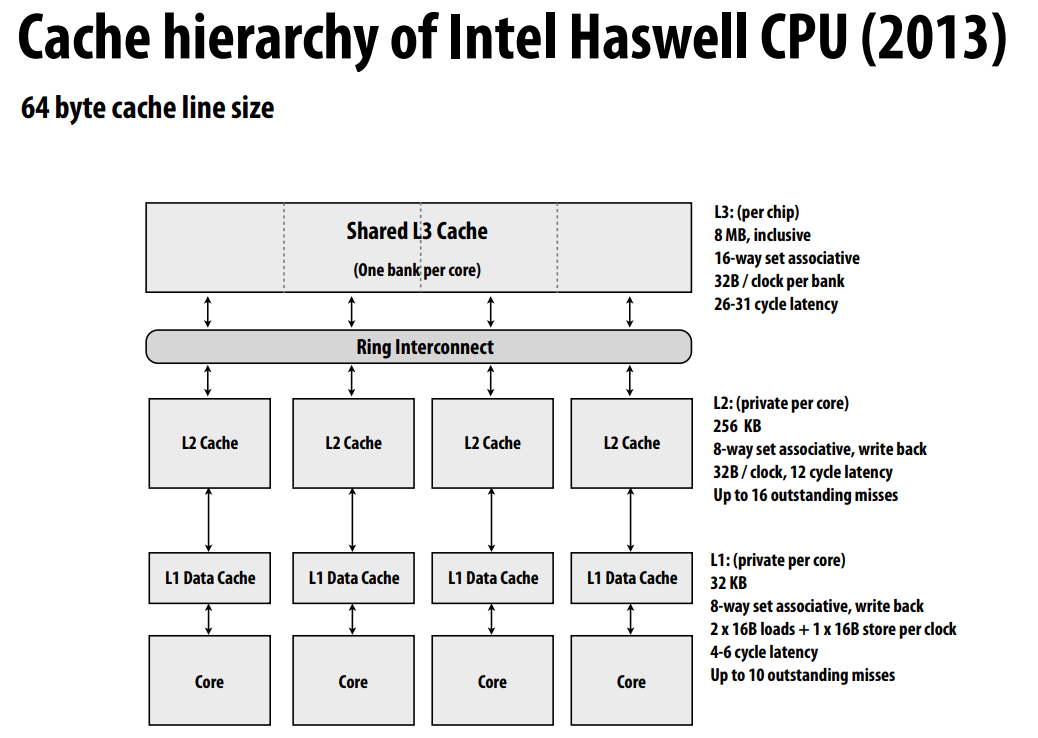 Cache hierarchy of Intel Haswell CPU (2013)
64 byte cache line size
Shared L3 Cache
(One bank per core)
L3: (per chip)
8 MB, inclusive
16-way set associative
32B / clock per bank
26-31 cycle latency
Ring Interconnect
L2 Cache
L2 Cache
L2 Cache
L2 Cache
L2: (private per core)
256 KB
8-way set associative, write back
32B / clock, 12 cycle latency
Up to 16 outstanding misses
L1 Data Cache
L1 Data Cache
L1 Data Cache
L1 Data Cache
L1: (private per core)
32 KB
8-way set associative, write back
2 x 16B loads + 1 x 16B store per clock
4-6 cycle latency
Up to 10 outstanding misses
Core
Core
Core
Core